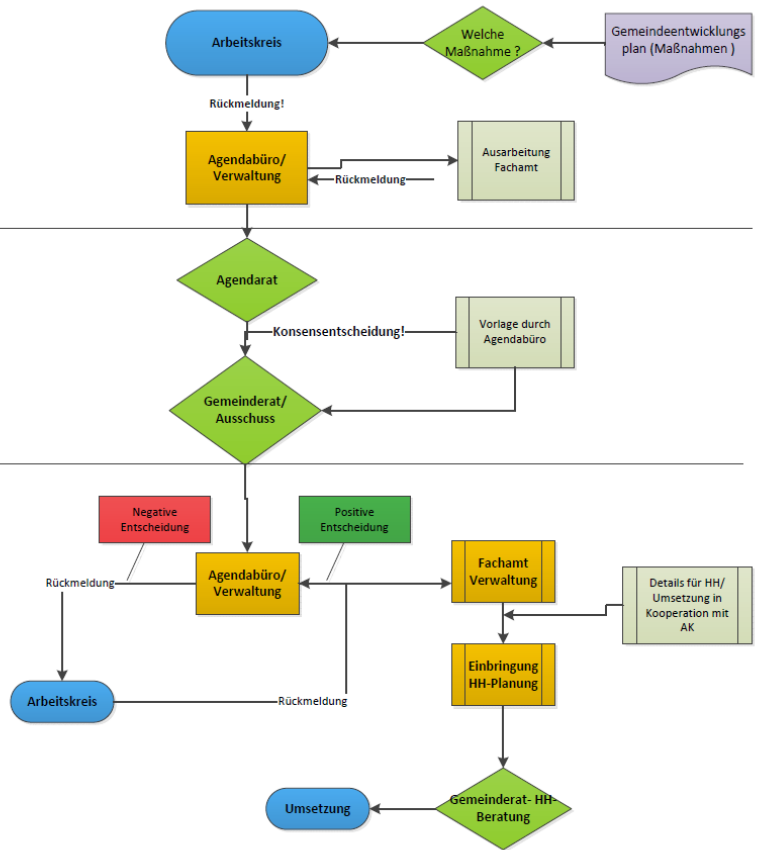 Arbeitskreis
Welche
Maßnahme ?
Gemeindeentwicklungs
plan (Maßnahmen )
Rückmeldung!
Agendabüro/
Verwaltung
Rückmeldung
Ausarbeitung
Fachamt
Agendarat
Konsensentscheidung!
Vorlage durch
Agendabüro
Gemeinderat/
Ausschuss
Negative
Entscheidung
Positive
Entscheidung
Rückmeldung
Agendabüro/
Verwaltung
Fachamt
Verwaltung
Details für HH/
Umsetzung in
Kooperation mit
AK
Einbringung
HH-Planung
Arbeitskreis
Rückmeldung
Umsetzung
Gemeinderat- HH-
Beratung